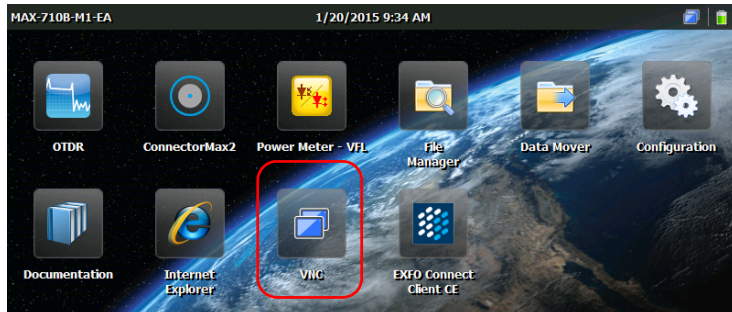 MAX-710B-M1-EA
1/20/2015 9:34 AM
OTDR
ConnectorMax2
Power Meter - VFL
File
Manager
Data Mover
Configuration
Documentation
Internet
Explorer
VNC
EXFO Connect
Client CE